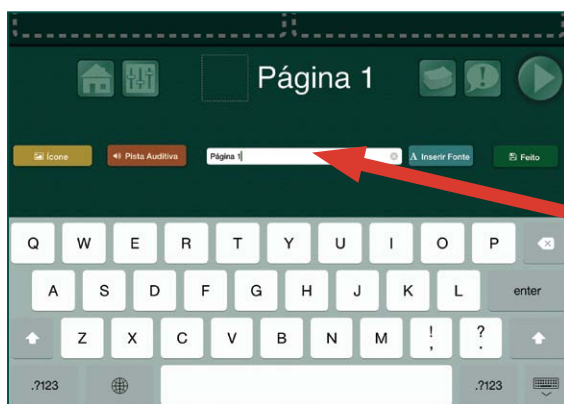 Página 1
Ícone
Pista Auditiva
Página 1
A Inserir Fonte
Feito
Q W E R T Y U I O P
A S D F G H J K L enter
Z X C V B N M ! , ? .
.?123 .?123